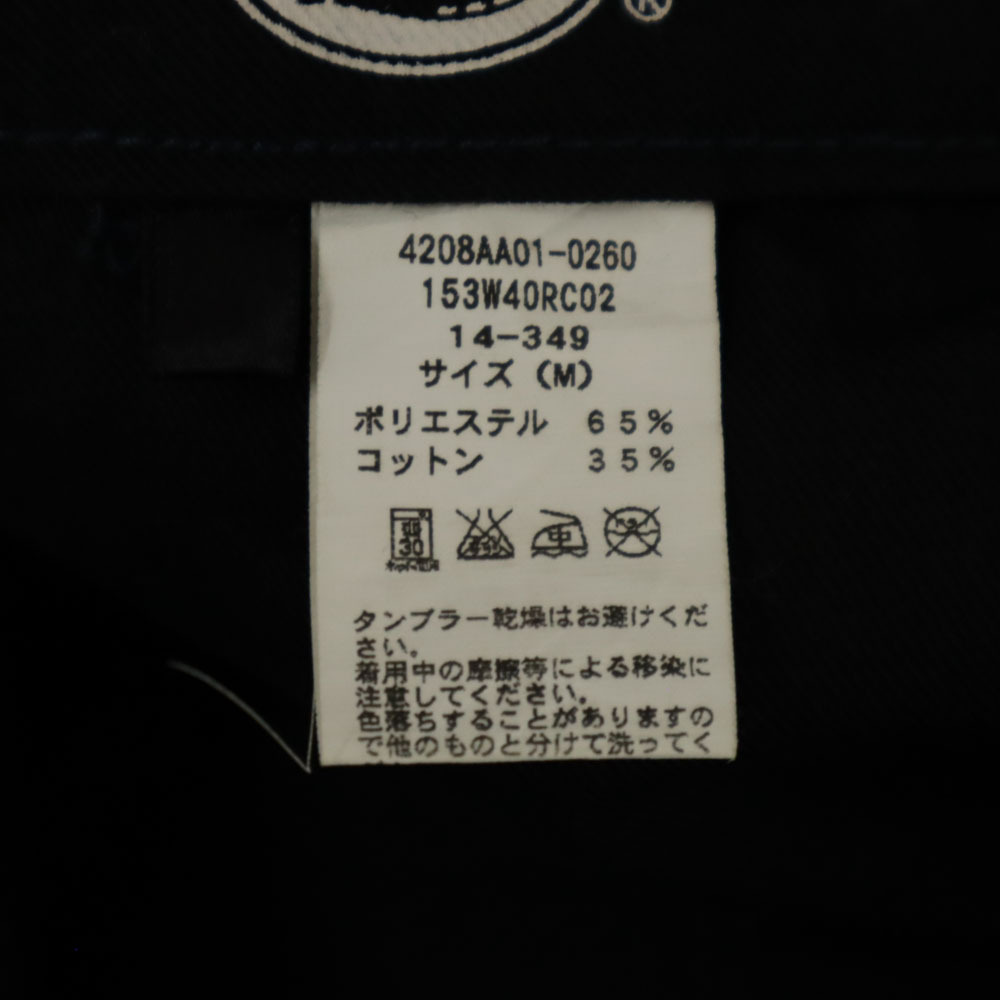 ®
4208AA01-0260
153W40RC02
14-349
サイズ(M)
ポリエステル 65%
コットン 35%
30
中
タンブラー乾燥はお避けくだ
さい。
着用中の摩擦等による移染に
注意してください。
色落ちすることがありますの
で他のものと分けて洗ってく